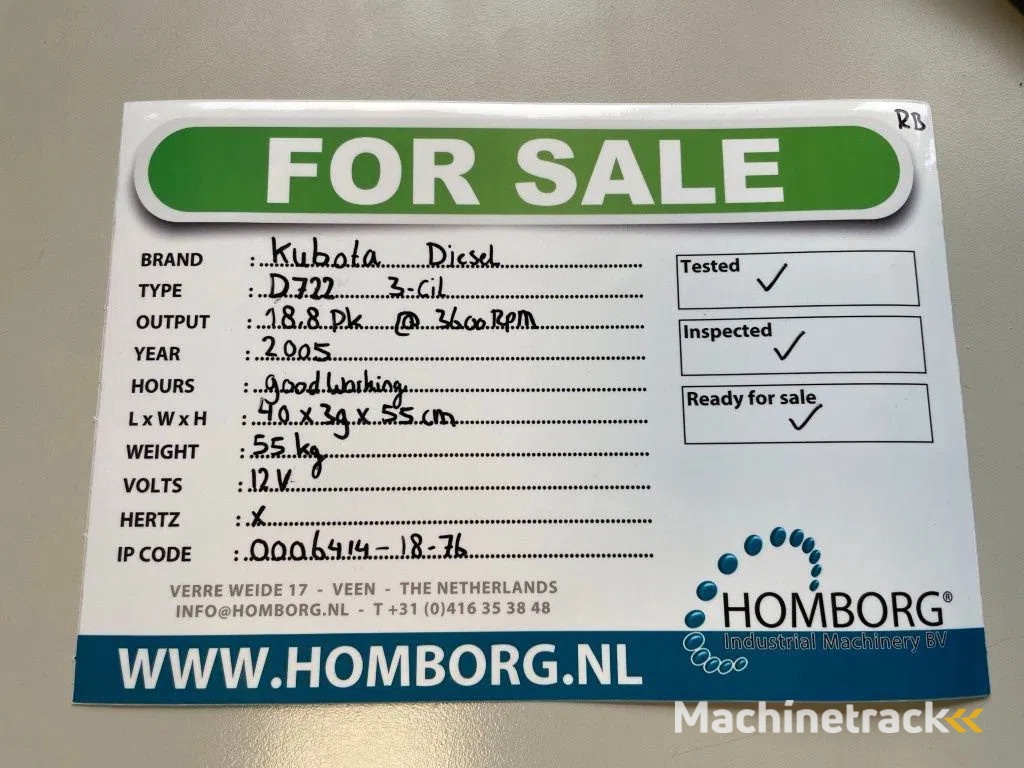 RB
FOR SALE
BRAND : Kubota Diesel
TYPE : D722 3-cil
OUTPUT : 18.8 Pk @ 3600 Rpm
YEAR : 2005
HOURS : good working
L x W x H : 40 x 39 x 55 cm
WEIGHT : 55 kg
VOLTS : 12 V
HERTZ : x
IP CODE : 0006414-18-76
Tested ✓
Inspected ✓
Ready for sale ✓
VERRE WEIDE 17 - VEEN - THE NETHERLANDS
INFO@HOMBORG.NL - T +31 (0)416 35 38 48
HOMBORG®
Industrial Machinery BV
WWW.HOMBORG.NL
Machinetrack